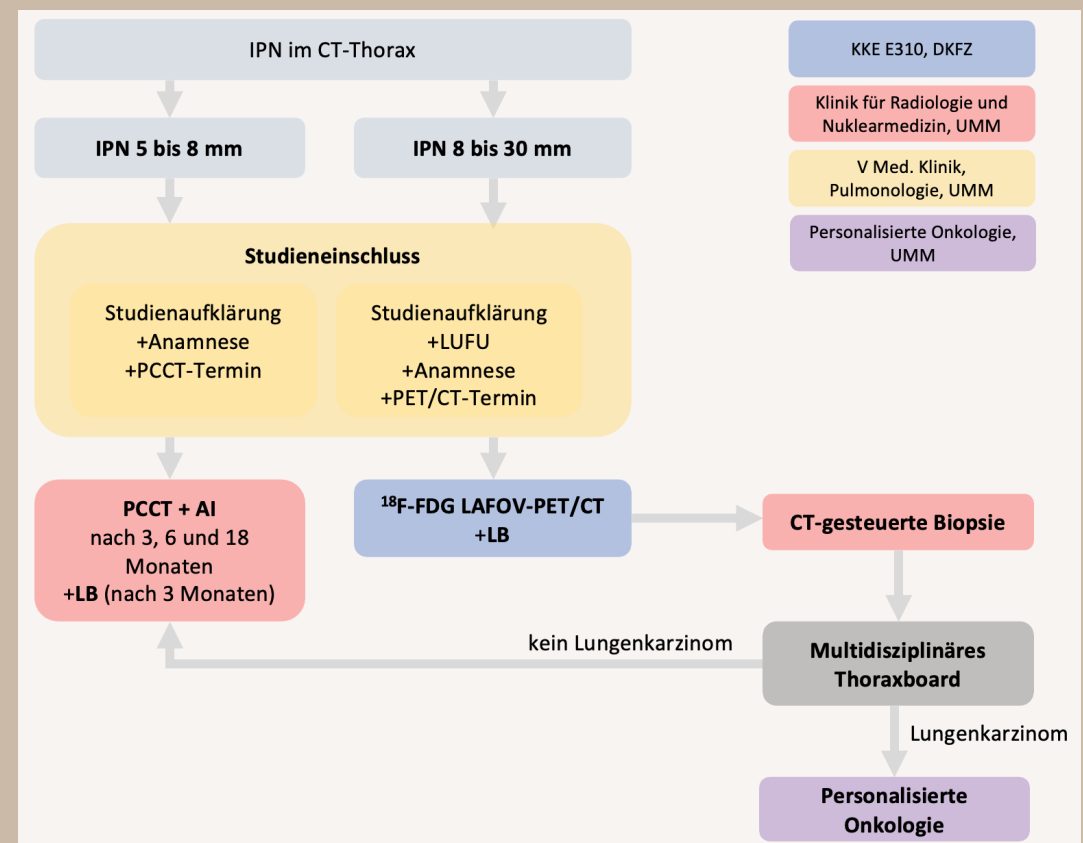 IPN im CT-Thorax
IPN 5 bis 8 mm
IPN 8 bis 30 mm
Studieneinschluss
Studienaufklärung
+Anamnese
+PCCT-Termin
Studienaufklärung
+LUFU
+Anamnese
+PET/CT-Termin
PCCT + AI
nach 3, 6 und 18
Monaten
+LB (nach 3 Monaten)
¹⁸F-FDG LAFOV-PET/CT
+LB
CT-gesteuerte Biopsie
kein Lungenkarzinom
Multidisziplinäres
Thoraxboard
Lungenkarzinom
Personalisierte
Onkologie
KKE E310, DKFZ
Klinik für Radiologie und
Nuklearmedizin, UMM
V Med. Klinik,
Pulmonologie, UMM
Personalisierte Onkologie,
UMM